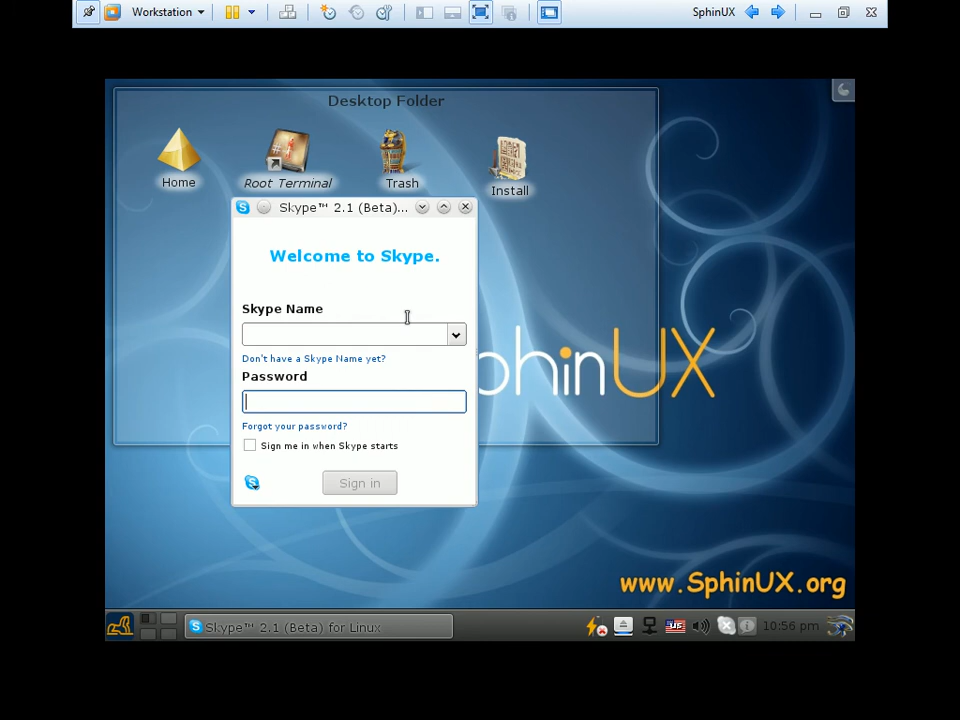 Workstation
SphinUX
Desktop Folder
Home
Root Terminal
Trash
Install
Skype™ 2.1 (Beta)...
Welcome to Skype.
Skype Name
Don't have a Skype Name yet?
Password
Forgot your password?
Sign me in when Skype starts
Sign in
phinUX
www.SphinUX.org
Skype™ 2.1 (Beta) for Linux
US
10:56 pm